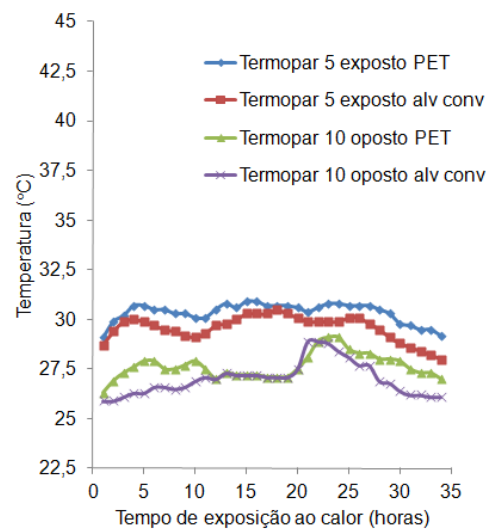 45
42,5
40
37,5
35
32,5
30
27,5
25
22,5
Temperatura (°C)
Termopar 5 exposto PET
Termopar 5 exposto alv conv
Termopar 10 oposto PET
Termopar 10 oposto alv conv
0 5 10 15 20 25 30 35
Tempo de exposição ao calor (horas)